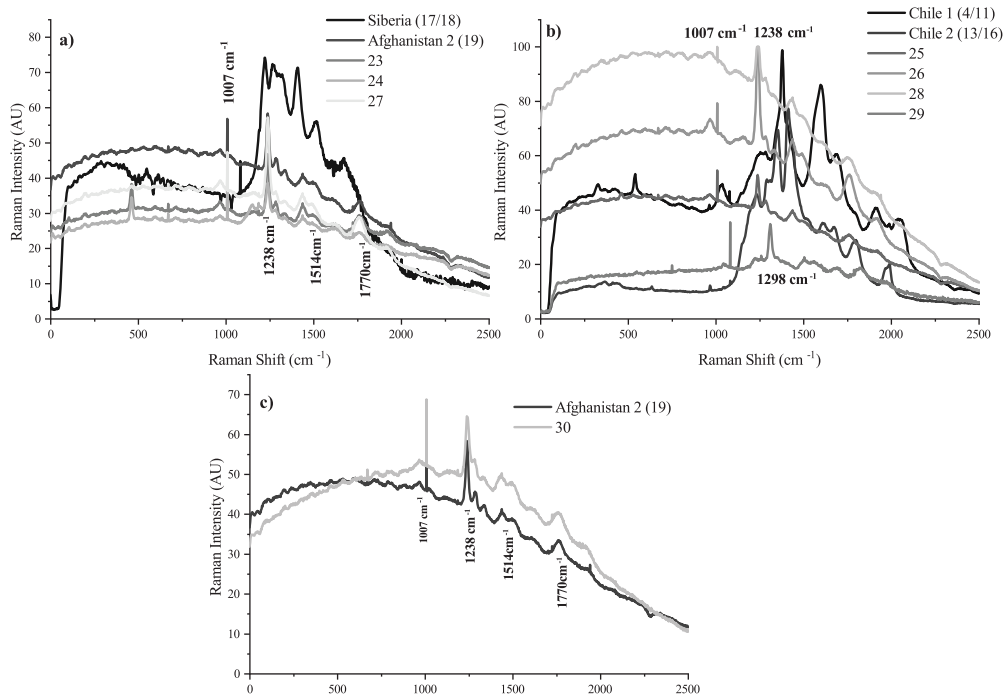 a)
Siberia (17/18)
Afghanistan 2 (19)
23
24
27
1007 cm⁻¹
1238 cm⁻¹
1514cm⁻¹
1770cm⁻¹
Raman Intensity (AU)
80
70
60
50
40
30
20
10
0
0 500 1000 1500 2000 2500
Raman Shift (cm⁻¹)
b)
Chile 1 (4/11)
Chile 2 (13/16)
25
26
28
29
1007 cm⁻¹ 1238 cm⁻¹
1298 cm⁻¹
Raman Intensity (AU)
100
80
60
40
20
0
0 500 1000 1500 2000 2500
Raman Shift (cm⁻¹)
c)
Afghanistan 2 (19)
30
1007 cm⁻¹
1238 cm⁻¹
1514cm⁻¹
1770cm⁻¹
Raman Intensity (AU)
70
60
50
40
30
20
10
0
0 500 1000 1500 2000 2500